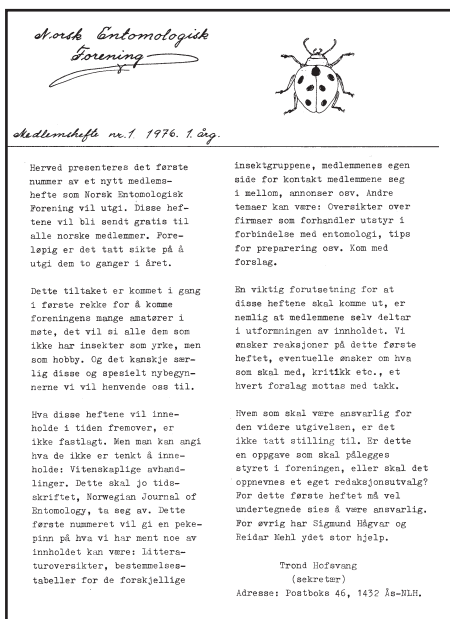 Norsk Entomologisk
Forening
Medlemshefte nr. 1 1976. 1. årg.
Herved presenteres det første
nummer av et nytt medlems-
hefte som Norsk Entomologisk
Forening vil utgi. Disse hef-
tene vil bli sendt gratis til
alle norske medlemmer. Fore-
løpig er det tatt sikte på å
utgi dem to ganger i året.
Dette tiltaket er kommet i gang
i første rekke for å komme
foreningens mange amatører i
møte, det vil si alle dem som
ikke har insekter som yrke, men
som hobby. Og det kanskje sær-
lig disse og spesielt nybegyn-
nerne vi vil henvende oss til.
Hva disse heftene vil inne-
holde i tiden fremover, er
ikke fastlagt. Men man kan angi
hva de ikke er tenkt å inne-
holde: Vitenskaplige avhand-
linger. Dette skal jo tids-
skriftet, Norwegian Journal of
Entomology, ta seg av. Dette
første nummeret vil gi en peke-
pinn på hva vi har ment noe av
innholdet kan være: littera-
turoversikter, bestemmelses-
tabeller for de forskjellige
insektgruppene, medlemmenes egen
side for kontakt medlemmene seg
i mellom, annonser osv. Andre
temaer kan være: Oversikter over
firmaer som forhandler utstyr i
forbindelse med entomologi, tips
for preparering osv. Kom med
forslag.
En viktig forutsetning for at
disse heftene skal komme ut, er
nemlig at medlemmene selv deltar
i utformningen av innholdet. Vi
ønsker reaksjoner på dette første
heftet, eventuelle ønsker om hva
som skal med, kritikk etc., et
hvert forslag mottas med takk.
Hvem som skal være ansvarlig for
den videre utgivelsen, er det
ikke tatt stilling til. Er dette
en oppgave som skal pålegges
styret i foreningen, eller skal det
oppnevnes et eget redaksjonsutvalg?
For dette første heftet må vel
undertegnede sies å være ansvarlig.
For øvrig har Sigmund Hågvar og
Reidar Mehl ydet stor hjelp.
Trond Hofsvang
(sekretær)
Adresse: Postboks 46, 1432 Ås-NLH.